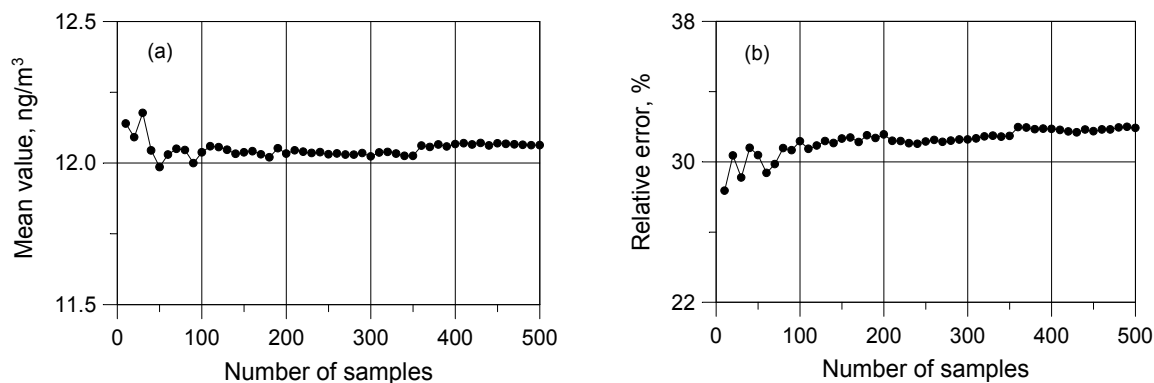 12.5
(a)
Mean value, ng/m³
12.0
11.5
0 100 200 300 400 500
Number of samples
38
(b)
Relative error, %
30
22
0 100 200 300 400 500
Number of samples